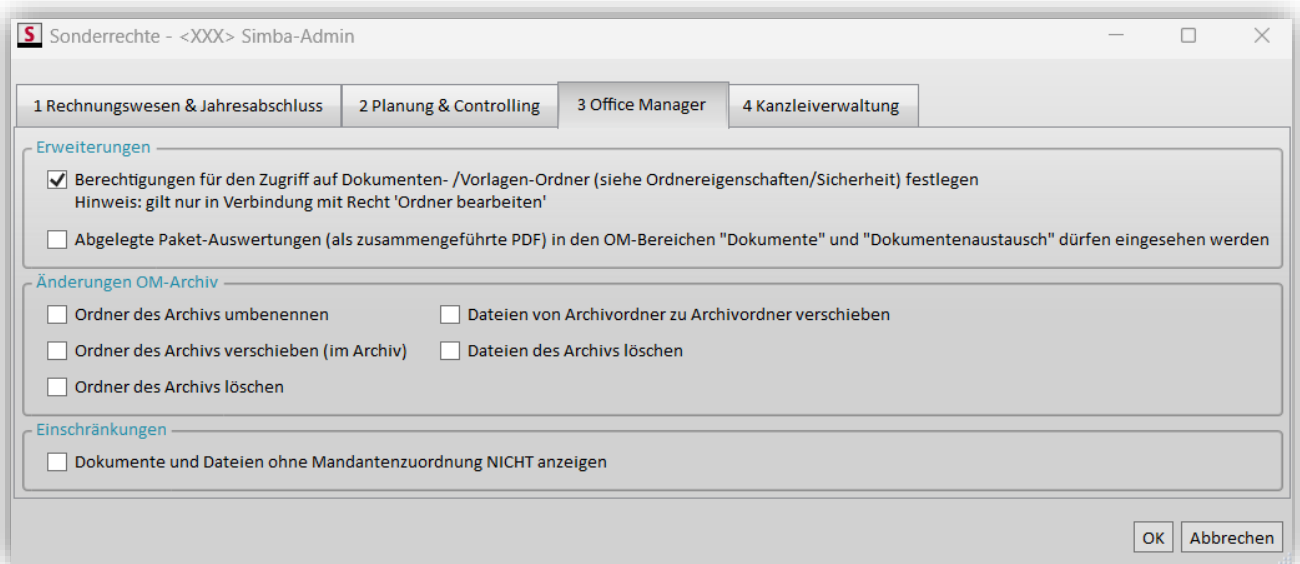 S Sonderrechte - <XXX> Simba-Admin
1 Rechnungswesen & Jahresabschluss 2 Planung & Controlling 3 Office Manager 4 Kanzleiverwaltung
Erweiterungen
Berechtigungen für den Zugriff auf Dokumenten- /Vorlagen-Ordner (siehe Ordnereigenschaften/Sicherheit) festlegen
Hinweis: gilt nur in Verbindung mit Recht 'Ordner bearbeiten'
Abgelegte Paket-Auswertungen (als zusammengeführte PDF) in den OM-Bereichen "Dokumente" und "Dokumentenaustausch" dürfen eingesehen werden
Änderungen OM-Archiv
Ordner des Archivs umbenennen Dateien von Archivordner zu Archivordner verschieben
Ordner des Archivs verschieben (im Archiv) Dateien des Archivs löschen
Ordner des Archivs löschen
Einschränkungen
Dokumente und Dateien ohne Mandantenzuordnung NICHT anzeigen
OK Abbrechen